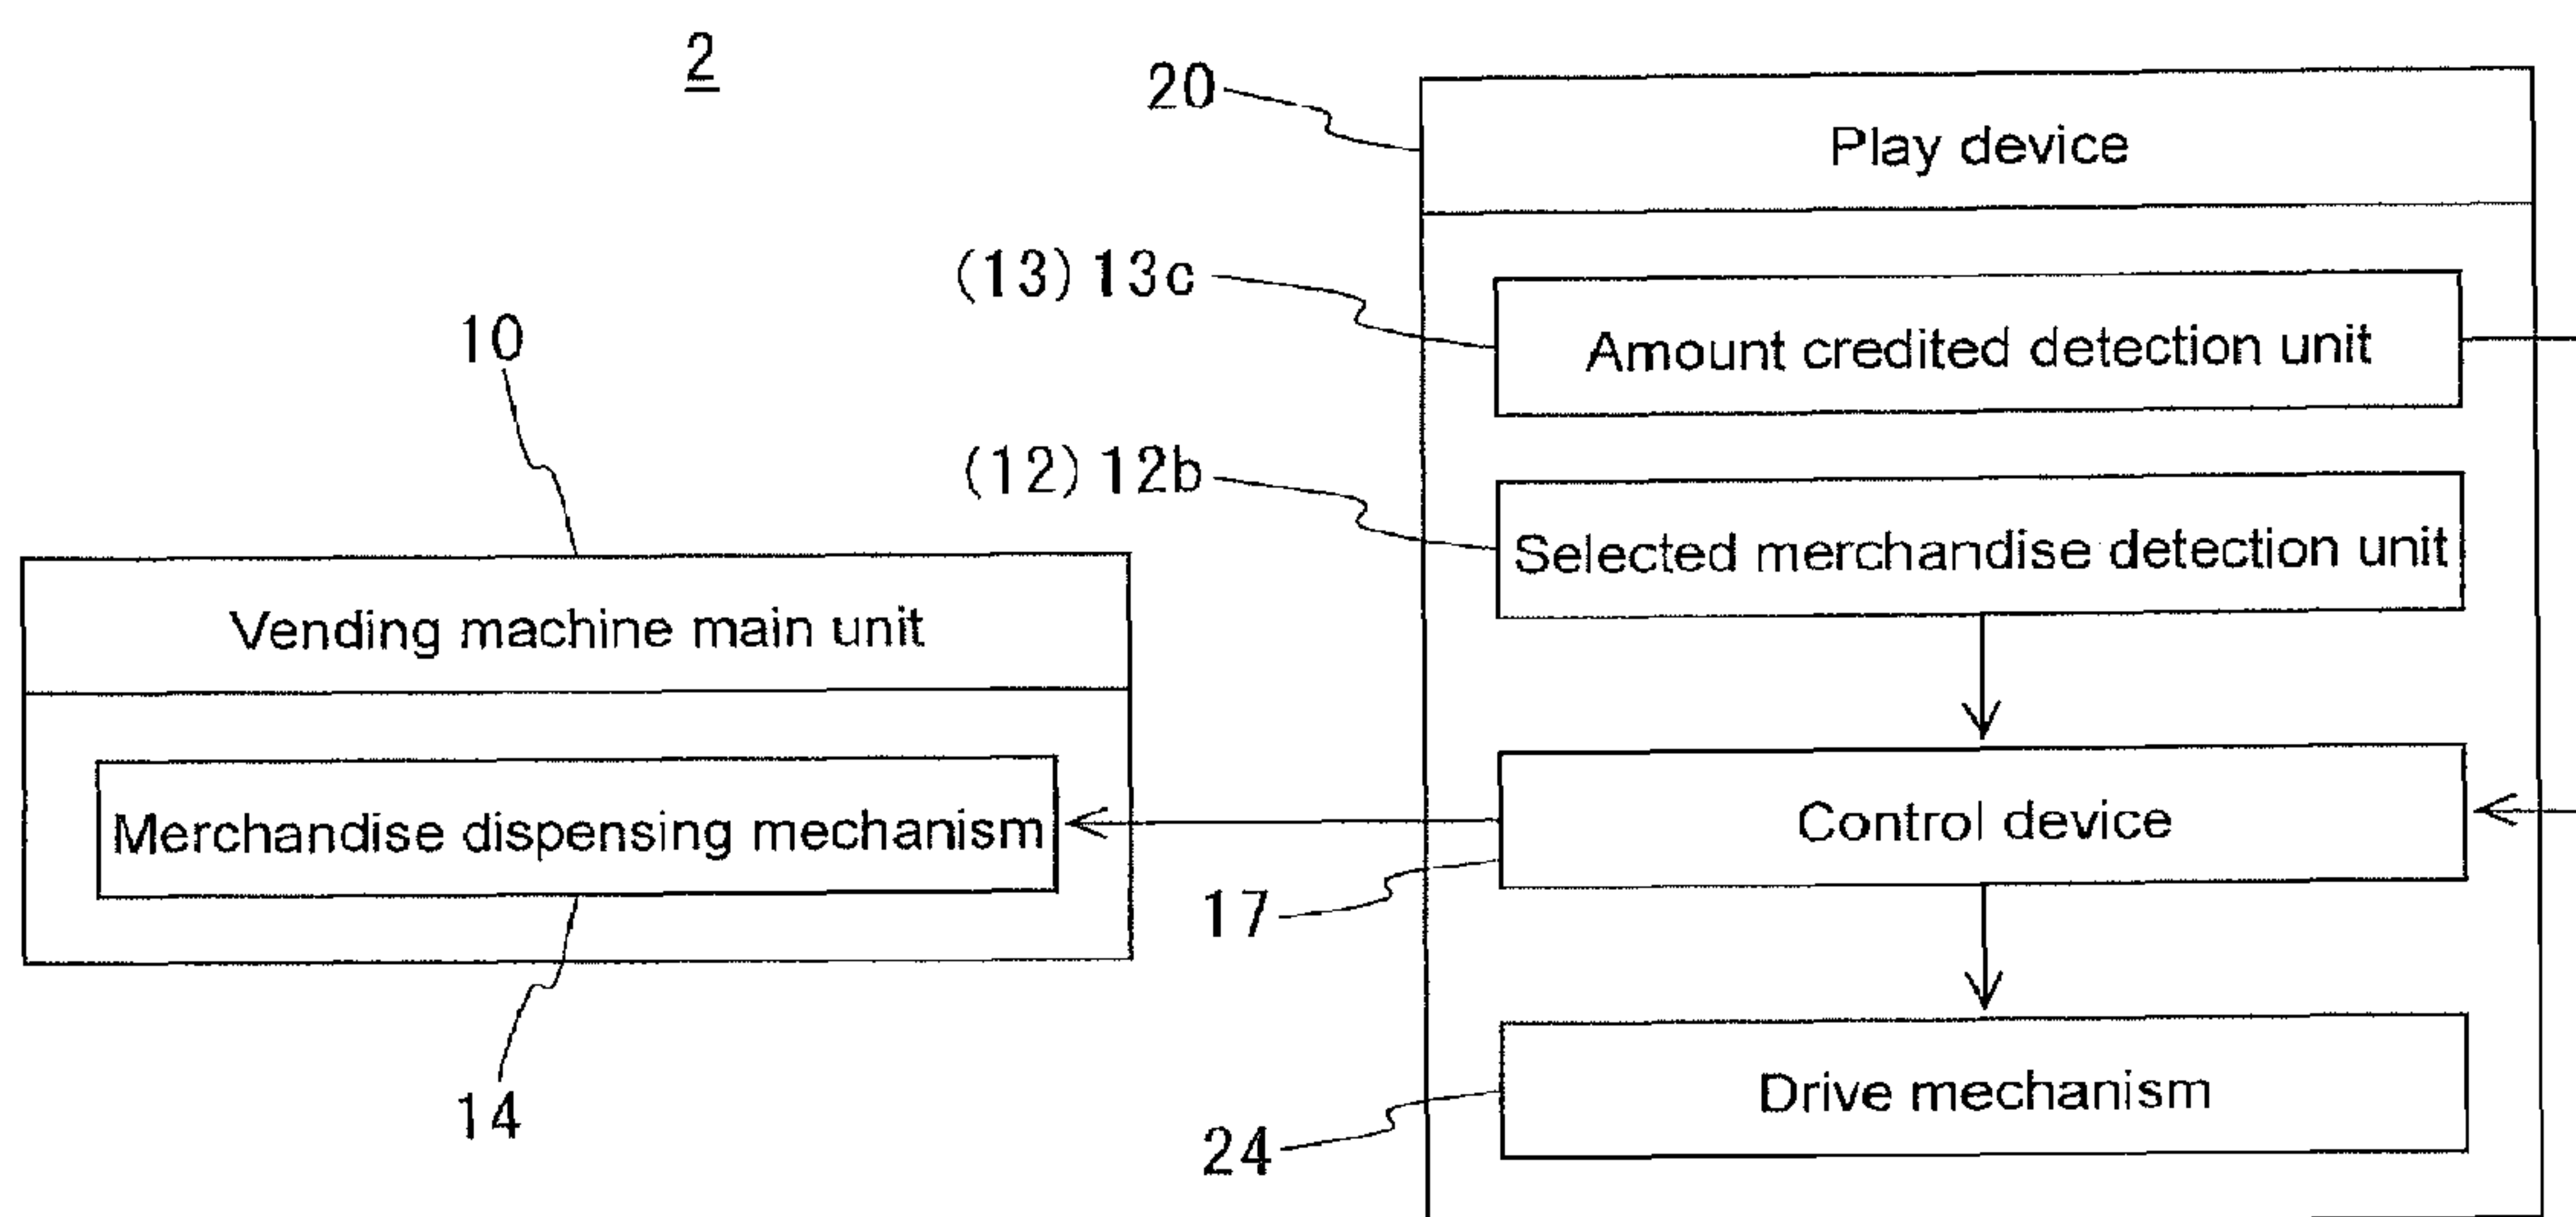 2
20
Play device
(13) 13c
Amount credited detection unit
10
(12) 12b
Selected merchandise detection unit
Vending machine main unit
Merchandise dispensing mechanism
Control device
17
14
Drive mechanism
24